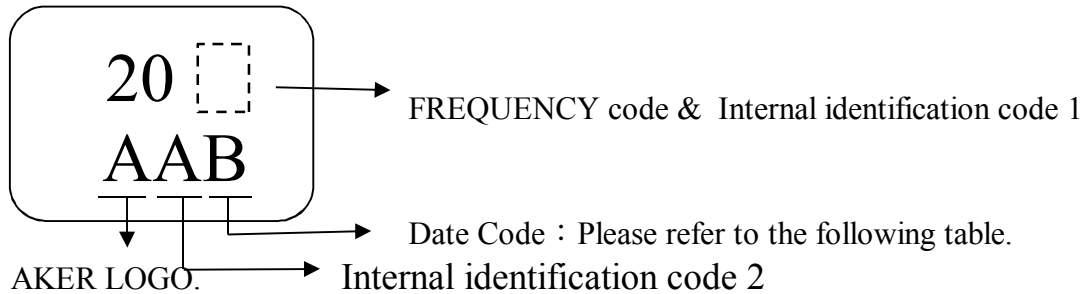 20
FREQUENCY code & Internal identification code 1
AAB
Date Code：Please refer to the following table.
AKER LOGO.
Internal identification code 2